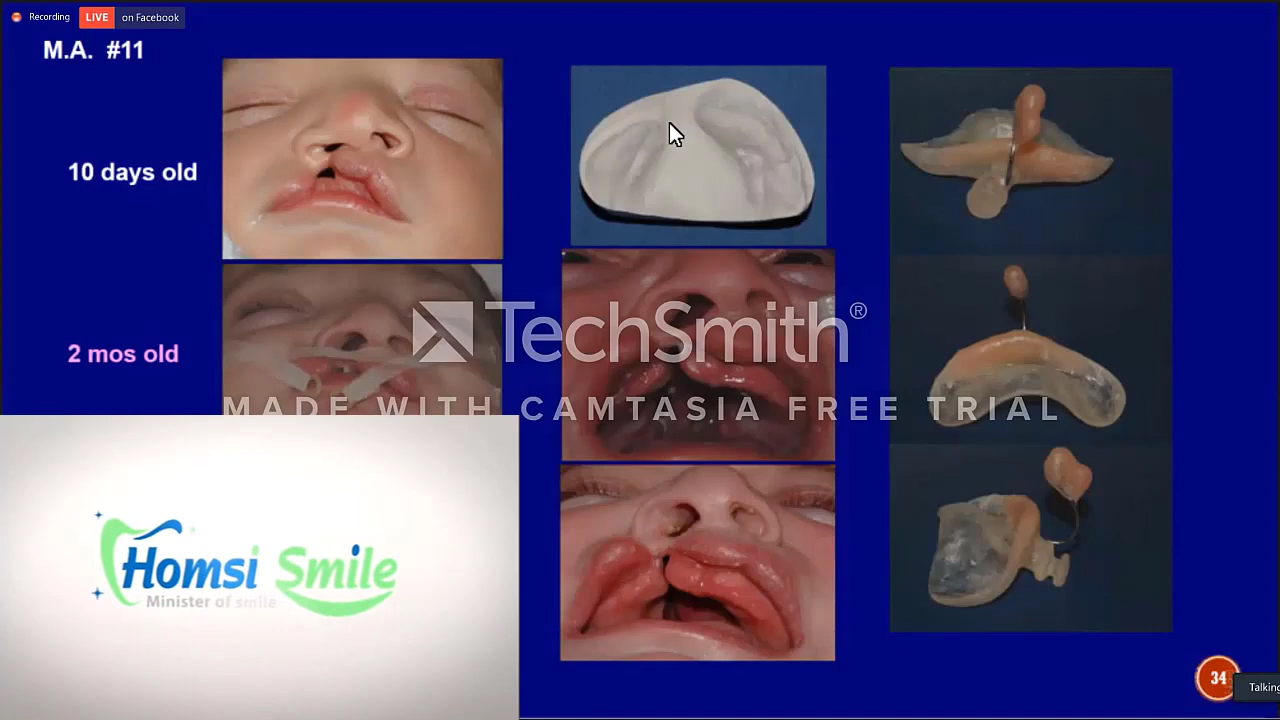 Recording
LIVE on Facebook
M.A. #11
10 days old
2 mos old
TechSmith®
MADE WITH CAMTASIA FREE TRIAL
Homsi Smile
Minister of smile
34
Talking